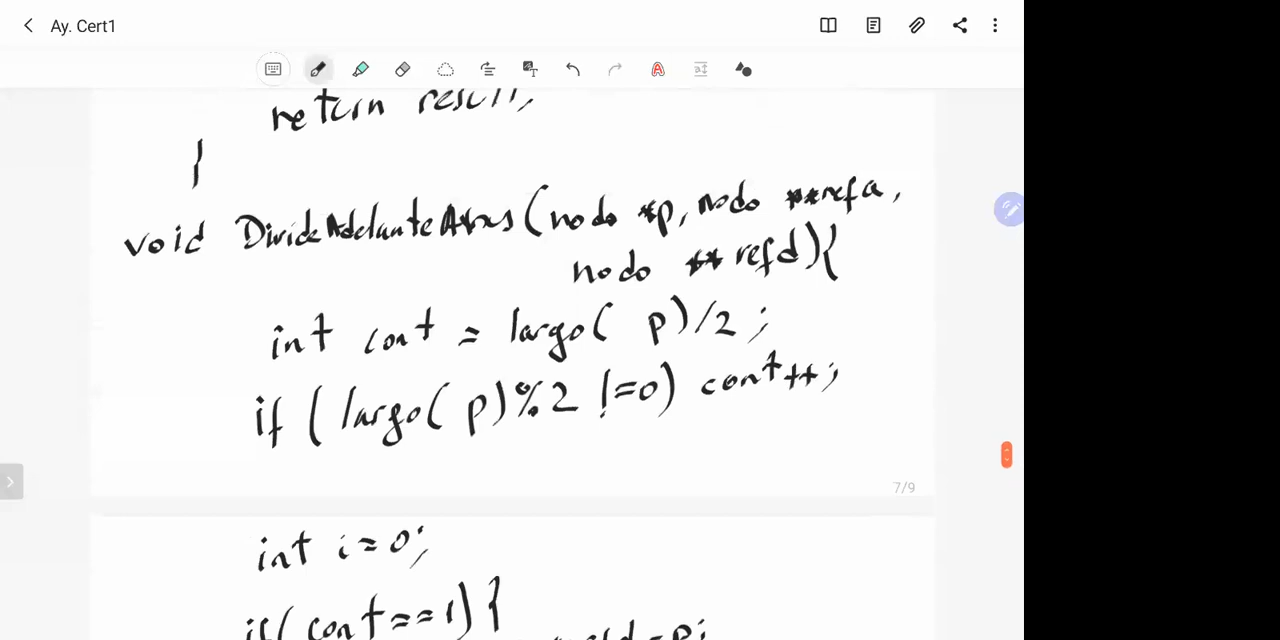 Ay. Cert1
return result;
}
void DivideAdelanteAtras(nodo *p, nodo **refa,
nodo **refd){
int cont = largo( p)/2;
if ( largo( p)%2 !=0) cont++;
7/9
int i=0;
if( cont==1) {
=p;